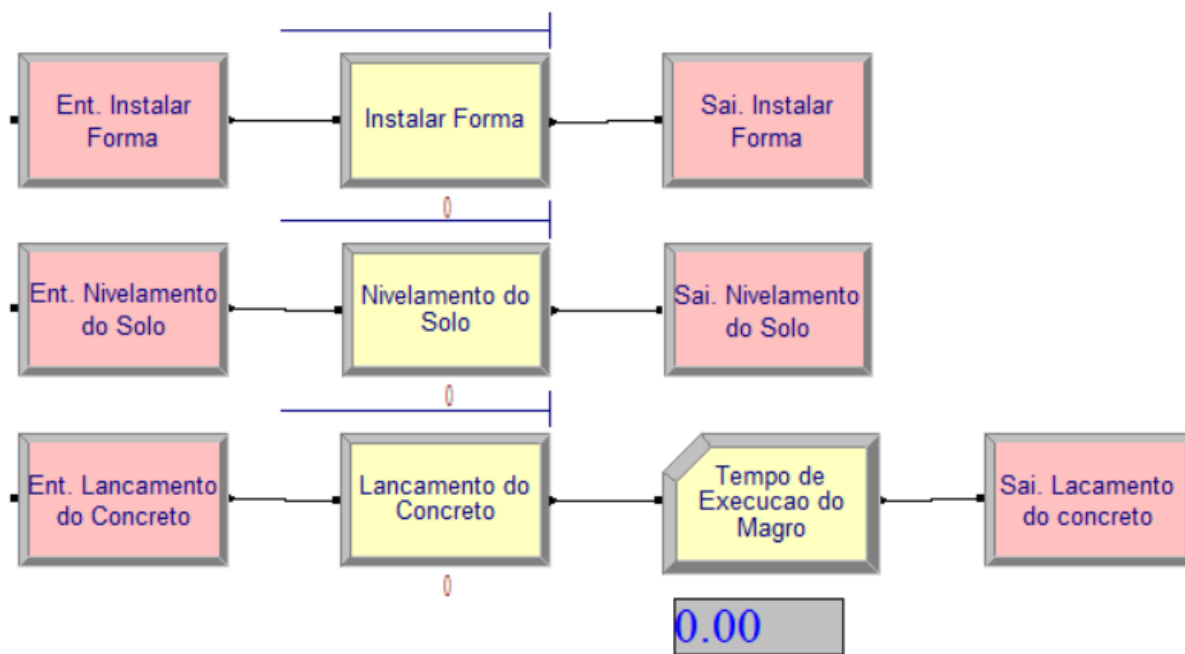 Ent. Instalar
Forma
Instalar Forma
Sai. Instalar
Forma
0
Ent. Nivelamento
do Solo
Nivelamento do
Solo
Sai. Nivelamento
do Solo
0
Ent. Lancamento
do Concreto
Lancamento do
Concreto
Tempo de
Execucao do
Magro
Sai. Lacamento
do concreto
0
0.00